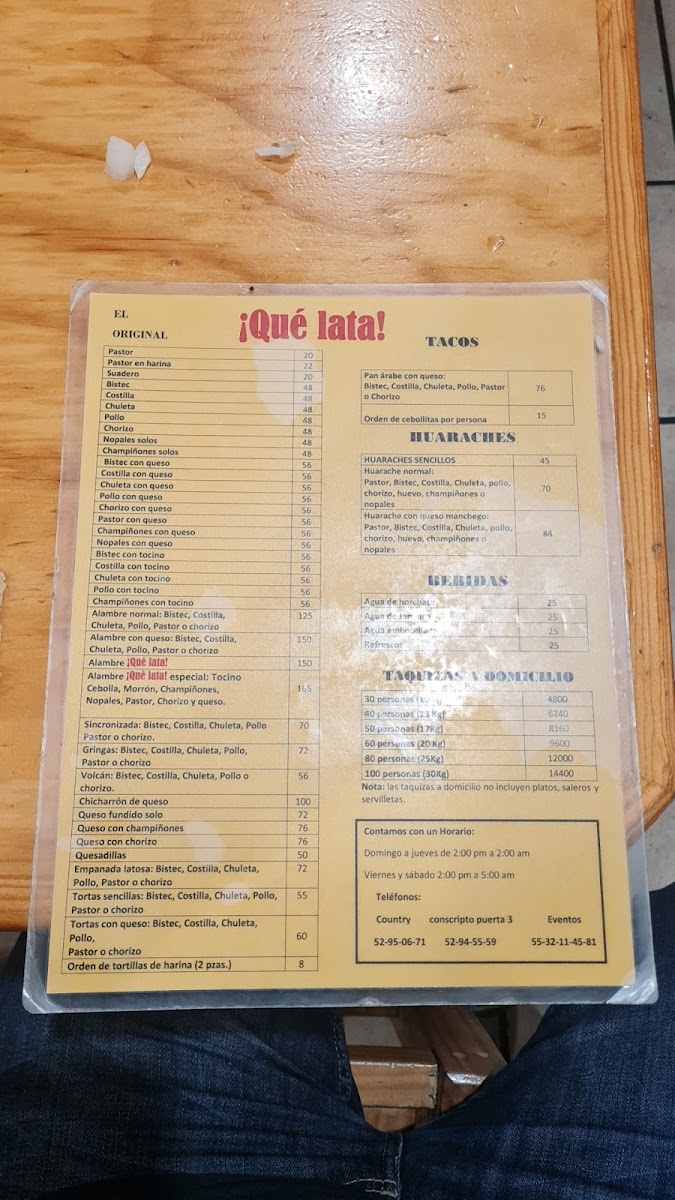 EL
ORIGINAL
¡Qué lata!
Pastor 20
Pastor en harina 22
Suadero 20
Bistec 48
Costilla 48
Chuleta 48
Pollo 48
Chorizo 48
Nopales solos 48
Champiñones solos 48
Bistec con queso 56
Costilla con queso 56
Chuleta con queso 56
Pollo con queso 56
Chorizo con queso 56
Pastor con queso 56
Champiñones con queso 56
Nopales con queso 56
Bistec con tocino 56
Costilla con tocino 56
Chuleta con tocino 56
Pollo con tocino 56
Champiñones con tocino 56
Alambre normal: Bistec, Costilla, 125
Chuleta, Pollo, Pastor o chorizo
Alambre con queso: Bistec, Costilla, 150
Chuleta, Pollo, Pastor o chorizo
Alambre ¡Qué lata! 150
Alambre ¡Qué lata! especial: Tocino
Cebolla, Morrón, Champiñones, 165
Nopales, Pastor, Chorizo y queso.
Sincronizada: Bistec, Costilla, Chuleta, Pollo 70
Pastor o chorizo.
Gringas: Bistec, Costilla, Chuleta, Pollo, 72
Pastor o chorizo
Volcán: Bistec, Costilla, Chuleta, Pollo o 56
chorizo.
Chicharrón de queso 100
Queso fundido solo 72
Queso con champiñones 76
Queso con chorizo 76
Quesadillas 50
Empanada latosa: Bistec, Costilla, Chuleta, 72
Pollo, Pastor o chorizo
Tortas sencillas: Bistec, Costilla, Chuleta, Pollo, 55
Pastor o chorizo
Tortas con queso: Bistec, Costilla, Chuleta,
Pollo, 60
Pastor o chorizo
Orden de tortillas de harina (2 pzas.) 8
TACOS
Pan árabe con queso:
Bistec, Costilla, Chuleta, Pollo, Pastor 76
o Chorizo
Orden de cebollitas por persona 15
HUARACHES
HUARACHES SENCILLOS 45
Huarache normal:
Pastor, Bistec, Costilla, Chuleta, pollo, 70
chorizo, huevo, champiñones o
nopales
Huarache con queso manchego:
Pastor, Bistec, Costilla, Chuleta, pollo, 84
chorizo, huevo, champiñones o
nopales
BEBIDAS
Agua de horchata 25
Agua de Jamaica 25
Agua embotellada 25
Refrescos 25
TAQUIZAS A DOMICILIO
30 personas 4800
40 personas (13 Kg) 6240
50 personas (17Kg) 8160
60 personas (20 Kg) 9600
80 personas (25Kg) 12000
100 personas (30Kg) 14400
Nota: las taquizas a domicilio no incluyen platos, saleros y
servilletas.
Contamos con un Horario:
Domingo a jueves de 2:00 pm a 2:00 am
Viernes y sábado 2:00 pm a 5:00 am
Teléfonos:
Country conscripto puerta 3 Eventos
52-95-06-71 52-94-55-59 55-32-11-45-81